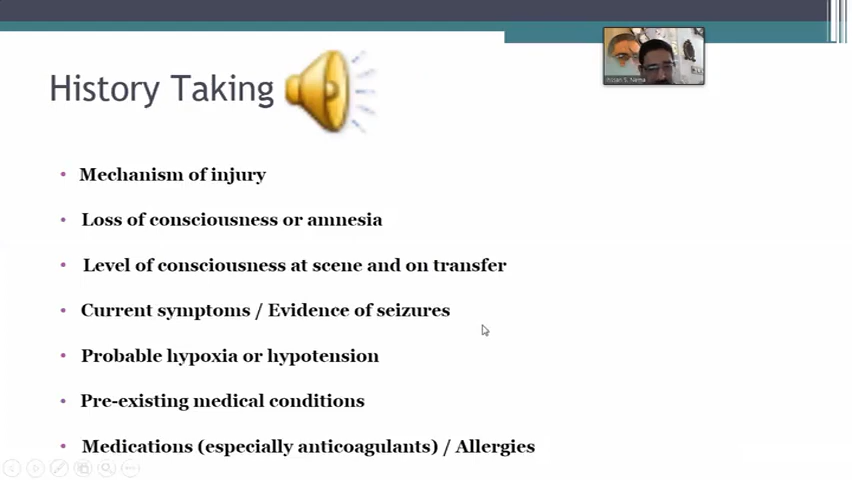 History Taking
• Mechanism of injury
• Loss of consciousness or amnesia
• Level of consciousness at scene and on transfer
• Current symptoms / Evidence of seizures
• Probable hypoxia or hypotension
• Pre-existing medical conditions
• Medications (especially anticoagulants) / Allergies